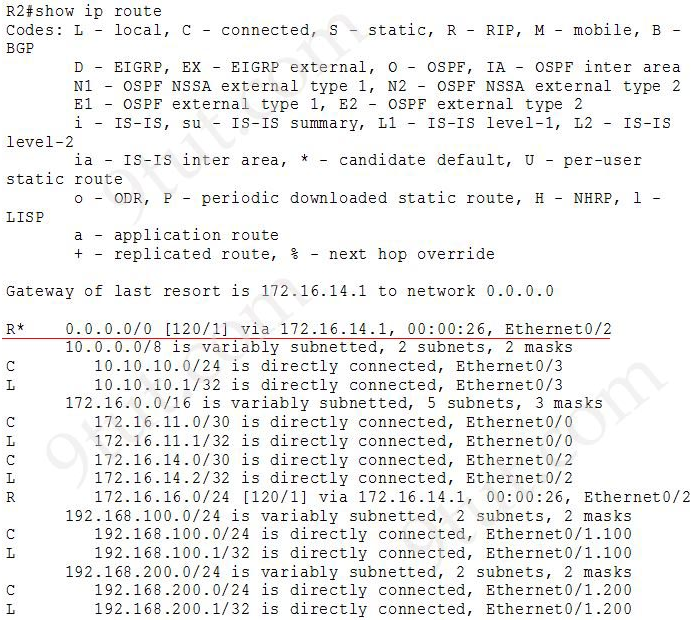 R2#show ip route
Codes: L - local, C - connected, S - static, R - RIP, M - mobile, B -
BGP
D - EIGRP, EX - EIGRP external, O - OSPF, IA - OSPF inter area
N1 - OSPF NSSA external type 1, N2 - OSPF NSSA external type 2
E1 - OSPF external type 1, E2 - OSPF external type 2
i - IS-IS, su - IS-IS summary, L1 - IS-IS level-1, L2 - IS-IS
level-2
ia - IS-IS inter area, * - candidate default, U - per-user
static route
o - ODR, P - periodic downloaded static route, H - NHRP, l -
LISP
a - application route
+ - replicated route, % - next hop override
Gateway of last resort is 172.16.14.1 to network 0.0.0.0
R* 0.0.0.0/0 [120/1] via 172.16.14.1, 00:00:26, Ethernet0/2
10.0.0.0/8 is variably subnetted, 2 subnets, 2 masks
C 10.10.10.0/24 is directly connected, Ethernet0/3
L 10.10.10.1/32 is directly connected, Ethernet0/3
172.16.0.0/16 is variably subnetted, 5 subnets, 3 masks
C 172.16.11.0/30 is directly connected, Ethernet0/0
L 172.16.11.1/32 is directly connected, Ethernet0/0
C 172.16.14.0/30 is directly connected, Ethernet0/2
L 172.16.14.2/32 is directly connected, Ethernet0/2
R 172.16.16.0/24 [120/1] via 172.16.14.1, 00:00:26, Ethernet0/2
192.168.100.0/24 is variably subnetted, 2 subnets, 2 masks
C 192.168.100.0/24 is directly connected, Ethernet0/1.100
L 192.168.100.1/32 is directly connected, Ethernet0/1.100
192.168.200.0/24 is variably subnetted, 2 subnets, 2 masks
C 192.168.200.0/24 is directly connected, Ethernet0/1.200
L 192.168.200.1/32 is directly connected, Ethernet0/1.200
9tut.com
9tut.com
9tut.com